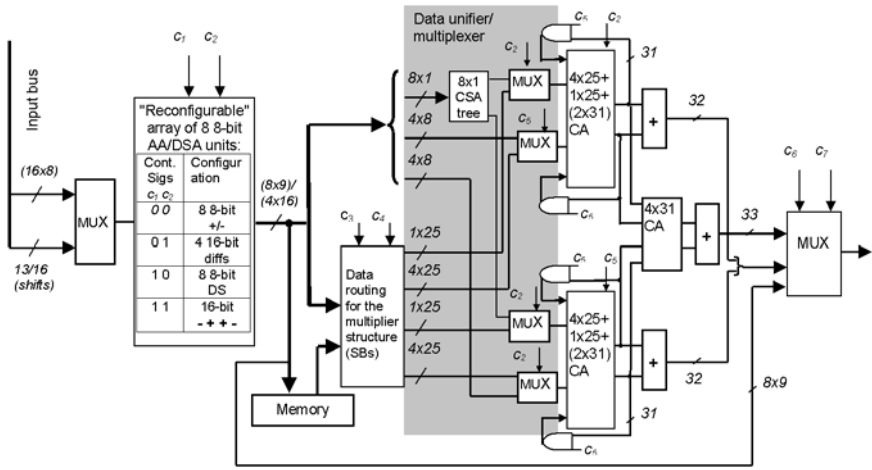 Data unifier/
multiplexer
c₅
c₂
31
c₁
c₂
c₂
Input bus
8x1
MUX
8x1
CSA
tree
4x25+
1x25+
(2x31)
CA
32
+
"Reconfigurable"
array of 8 8-bit
AA/DSA units:
4x8
c₅
MUX
Cont.
Sigs
c₁ c₂
Configur
ation
4x8
(16x8)
(8x9)/
(4x16)
c₆
c₇
MUX
0 0
8 8-bit
+/-
c₃
c₄
c₅
4x31
CA
+
33
MUX
0 1
4 16-bit
diffs
1x25
13/16
(shifts)
1 0
8 8-bit
DS
Data
routing
for the
multiplier
structure
(SBs)
4x25
c₅
c₅
1 1
16-bit
- + + -
1x25
c₂
MUX
4x25+
1x25+
(2x31)
CA
+
4x25
c₂
MUX
32
8x9
Memory
31
c₅